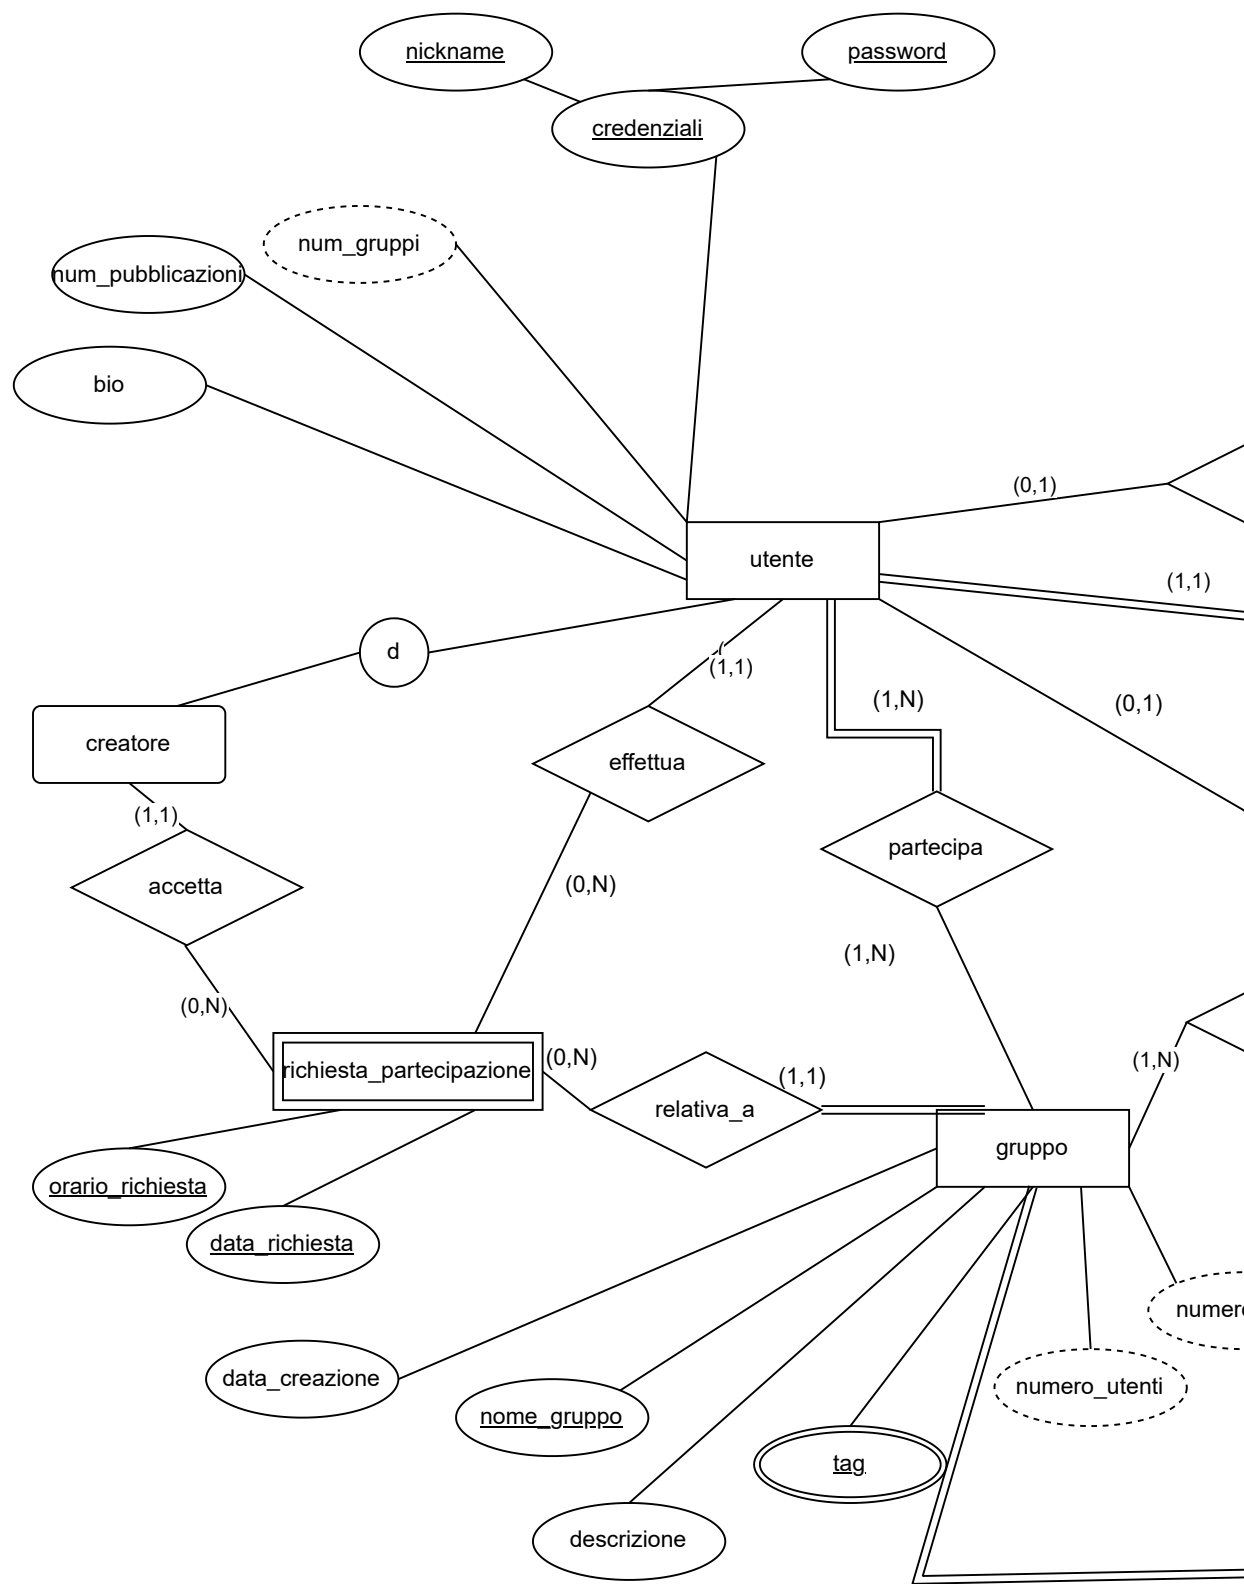 nickname
password
credenziali
num_gruppi
num_pubblicazioni
bio
(0,1)
utente
(1,1)
d
(
(1,1)
(1,N)
(0,1)
creatore
effettua
(1,1)
partecipa
accetta
(0,N)
(1,N)
(0,N)
richiesta_partecipazione
(0,N)
(1,1)
(1,N)
relativa_a
gruppo
orario_richiesta
data_richiesta
numero
data_creazione
numero_utenti
nome_gruppo
tag
descrizione